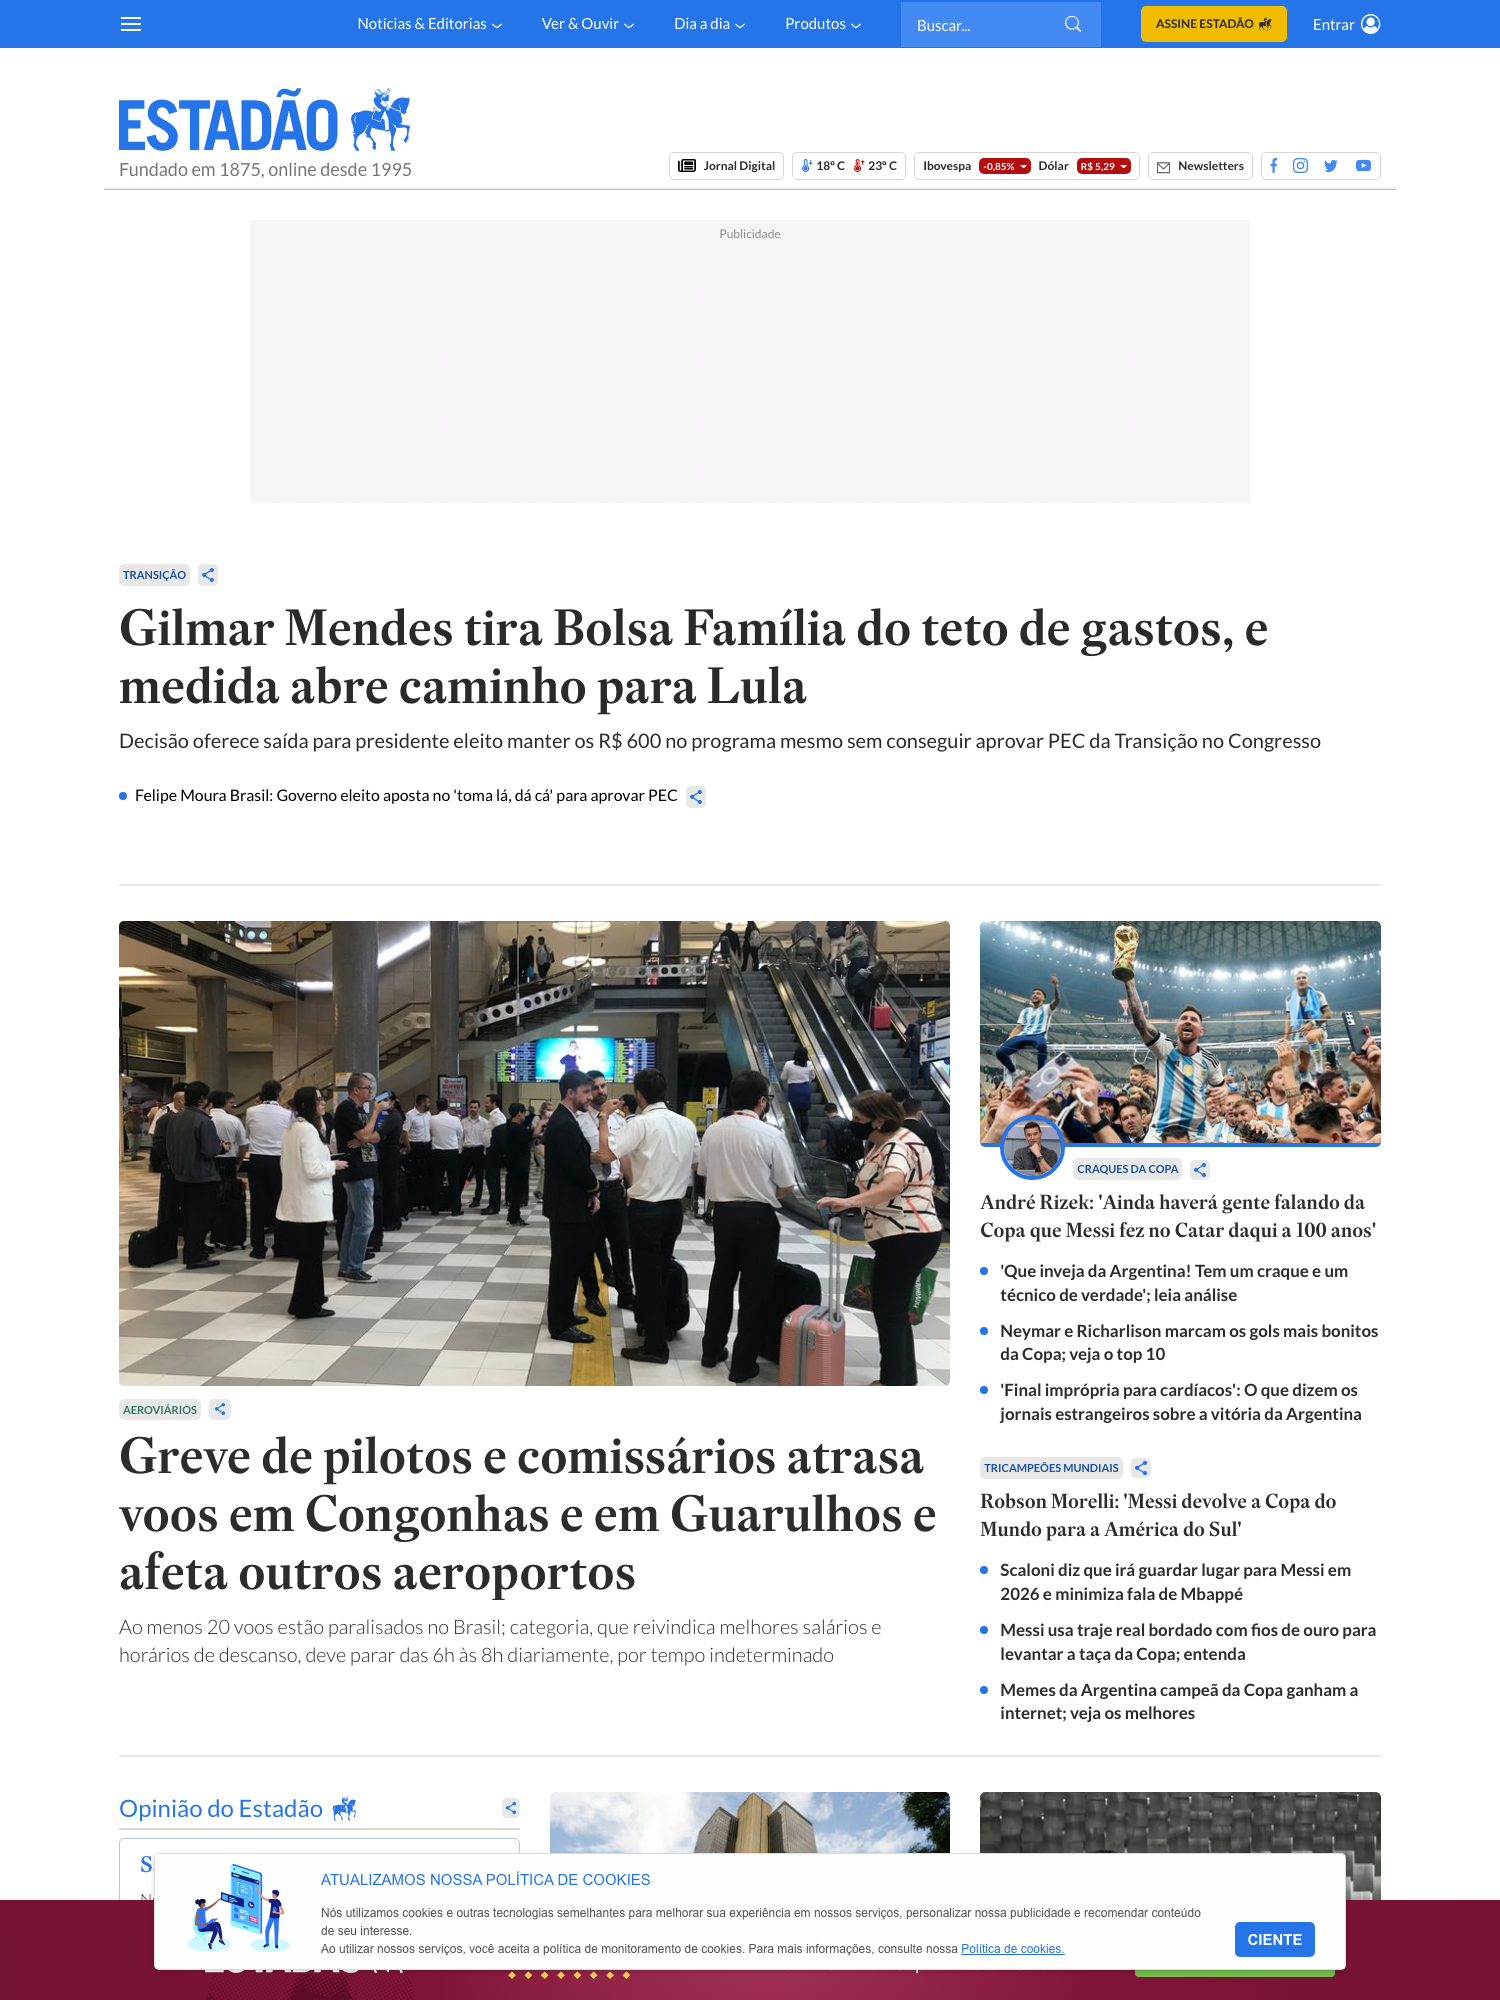 Notícias & Editorias
Ver & Ouvir
Dia a dia
Produtos
Buscar...
ASSINE ESTADÃO
Entrar
ESTADÃO
Fundado em 1875, online desde 1995
Jornal Digital
18° C 23° C
Ibovespa -0,85% Dólar R$ 5,29
Newsletters
Publicidade
TRANSIÇÃO
Gilmar Mendes tira Bolsa Família do teto de gastos, e
medida abre caminho para Lula
Decisão oferece saída para presidente eleito manter os R$ 600 no programa mesmo sem conseguir aprovar PEC da Transição no Congresso
Felipe Moura Brasil: Governo eleito aposta no 'toma lá, dá cá' para aprovar PEC
AEROVIÁRIOS
Greve de pilotos e comissários atrasa
voos em Congonhas e em Guarulhos e
afeta outros aeroportos
Ao menos 20 voos estão paralisados no Brasil; categoria, que reivindica melhores salários e
horários de descanso, deve parar das 6h às 8h diariamente, por tempo indeterminado
CRAQUES DA COPA
André Rizek: 'Ainda haverá gente falando da
Copa que Messi fez no Catar daqui a 100 anos'
'Que inveja da Argentina! Tem um craque e um
técnico de verdade'; leia análise
Neymar e Richarlison marcam os gols mais bonitos
da Copa; veja o top 10
'Final imprópria para cardíacos': O que dizem os
jornais estrangeiros sobre a vitória da Argentina
TRICAMPEÕES MUNDIAIS
Robson Morelli: 'Messi devolve a Copa do
Mundo para a América do Sul'
Scaloni diz que irá guardar lugar para Messi em
2026 e minimiza fala de Mbappé
Messi usa traje real bordado com fios de ouro para
levantar a taça da Copa; entenda
Memes da Argentina campeã da Copa ganham a
internet; veja os melhores
Opinião do Estadão
ATUALIZAMOS NOSSA POLÍTICA DE COOKIES
Nós utilizamos cookies e outras tecnologias semelhantes para melhorar sua experiência em nossos serviços, personalizar nossa publicidade e recomendar conteúdo
de seu interesse.
Ao utilizar nossos serviços, você aceita a política de monitoramento de cookies. Para mais informações, consulte nossa Política de cookies.
CIENTE